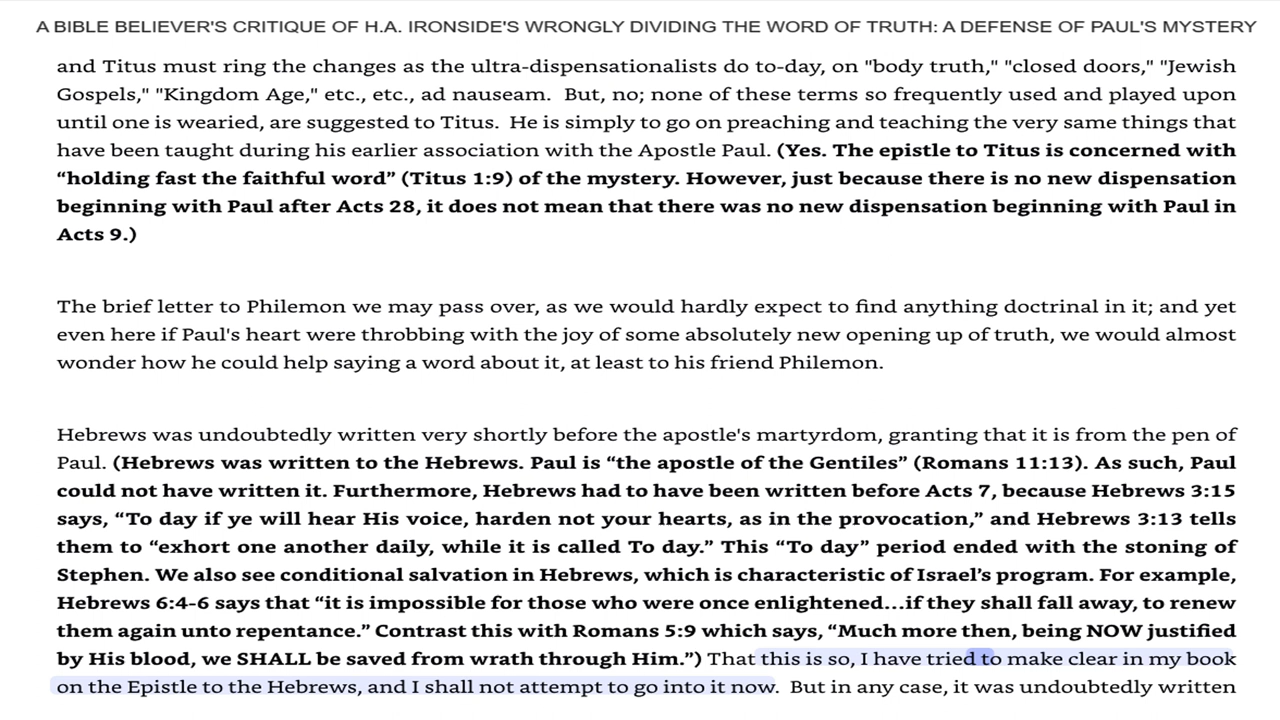 A BIBLE BELIEVER'S CRITIQUE OF H.A. IRONSIDE'S WRONGLY DIVIDING THE WORD OF TRUTH: A DEFENSE OF PAUL'S MYSTERY
and Titus must ring the changes as the ultra-dispensationalists do to-day, on "body truth," "closed doors," "Jewish
Gospels," "Kingdom Age," etc., etc., ad nauseam.  But, no; none of these terms so frequently used and played upon
until one is wearied, are suggested to Titus.  He is simply to go on preaching and teaching the very same things that
have been taught during his earlier association with the Apostle Paul. (Yes. The epistle to Titus is concerned with
“holding fast the faithful word” (Titus 1:9) of the mystery. However, just because there is no new dispensation
beginning with Paul after Acts 28, it does not mean that there was no new dispensation beginning with Paul in
Acts 9.)
The brief letter to Philemon we may pass over, as we would hardly expect to find anything doctrinal in it; and yet
even here if Paul's heart were throbbing with the joy of some absolutely new opening up of truth, we would almost
wonder how he could help saying a word about it, at least to his friend Philemon.
Hebrews was undoubtedly written very shortly before the apostle's martyrdom, granting that it is from the pen of
Paul. (Hebrews was written to the Hebrews. Paul is “the apostle of the Gentiles” (Romans 11:13). As such, Paul
could not have written it. Furthermore, Hebrews had to have been written before Acts 7, because Hebrews 3:15
says, “To day if ye will hear His voice, harden not your hearts, as in the provocation,” and Hebrews 3:13 tells
them to “exhort one another daily, while it is called To day.” This “To day” period ended with the stoning of
Stephen. We also see conditional salvation in Hebrews, which is characteristic of Israel’s program. For example,
Hebrews 6:4-6 says that “it is impossible for those who were once enlightened…if they shall fall away, to renew
them again unto repentance.” Contrast this with Romans 5:9 which says, “Much more then, being NOW justified
by His blood, we SHALL be saved from wrath through Him.”) That this is so, I have tried to make clear in my book
on the Epistle to the Hebrews, and I shall not attempt to go into it now.  But in any case, it was undoubtedly written